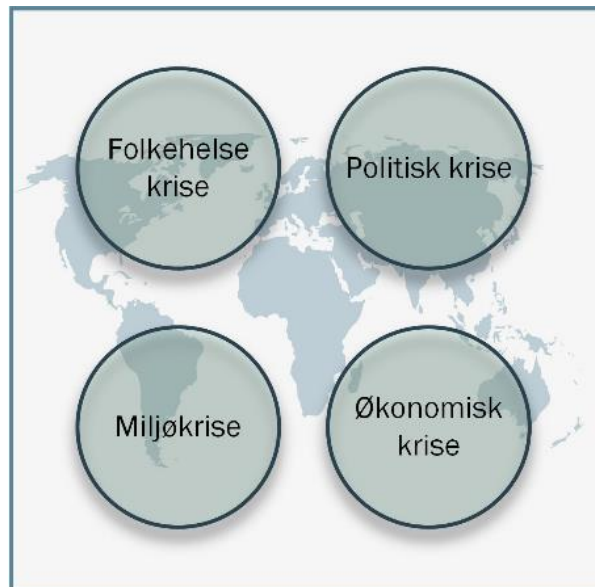 Folkehelse
krise
Politisk krise
Miljøkrise
Økonomisk
krise